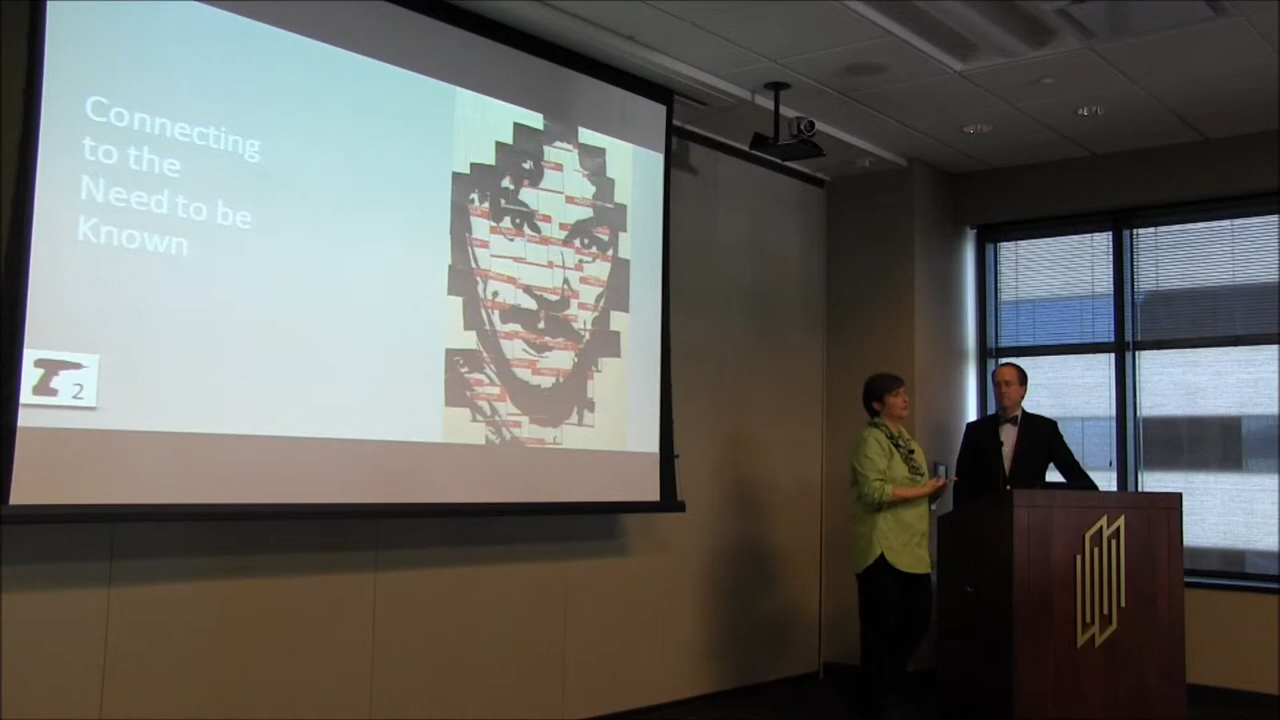 Connecting
to the
Need to be
Known
2